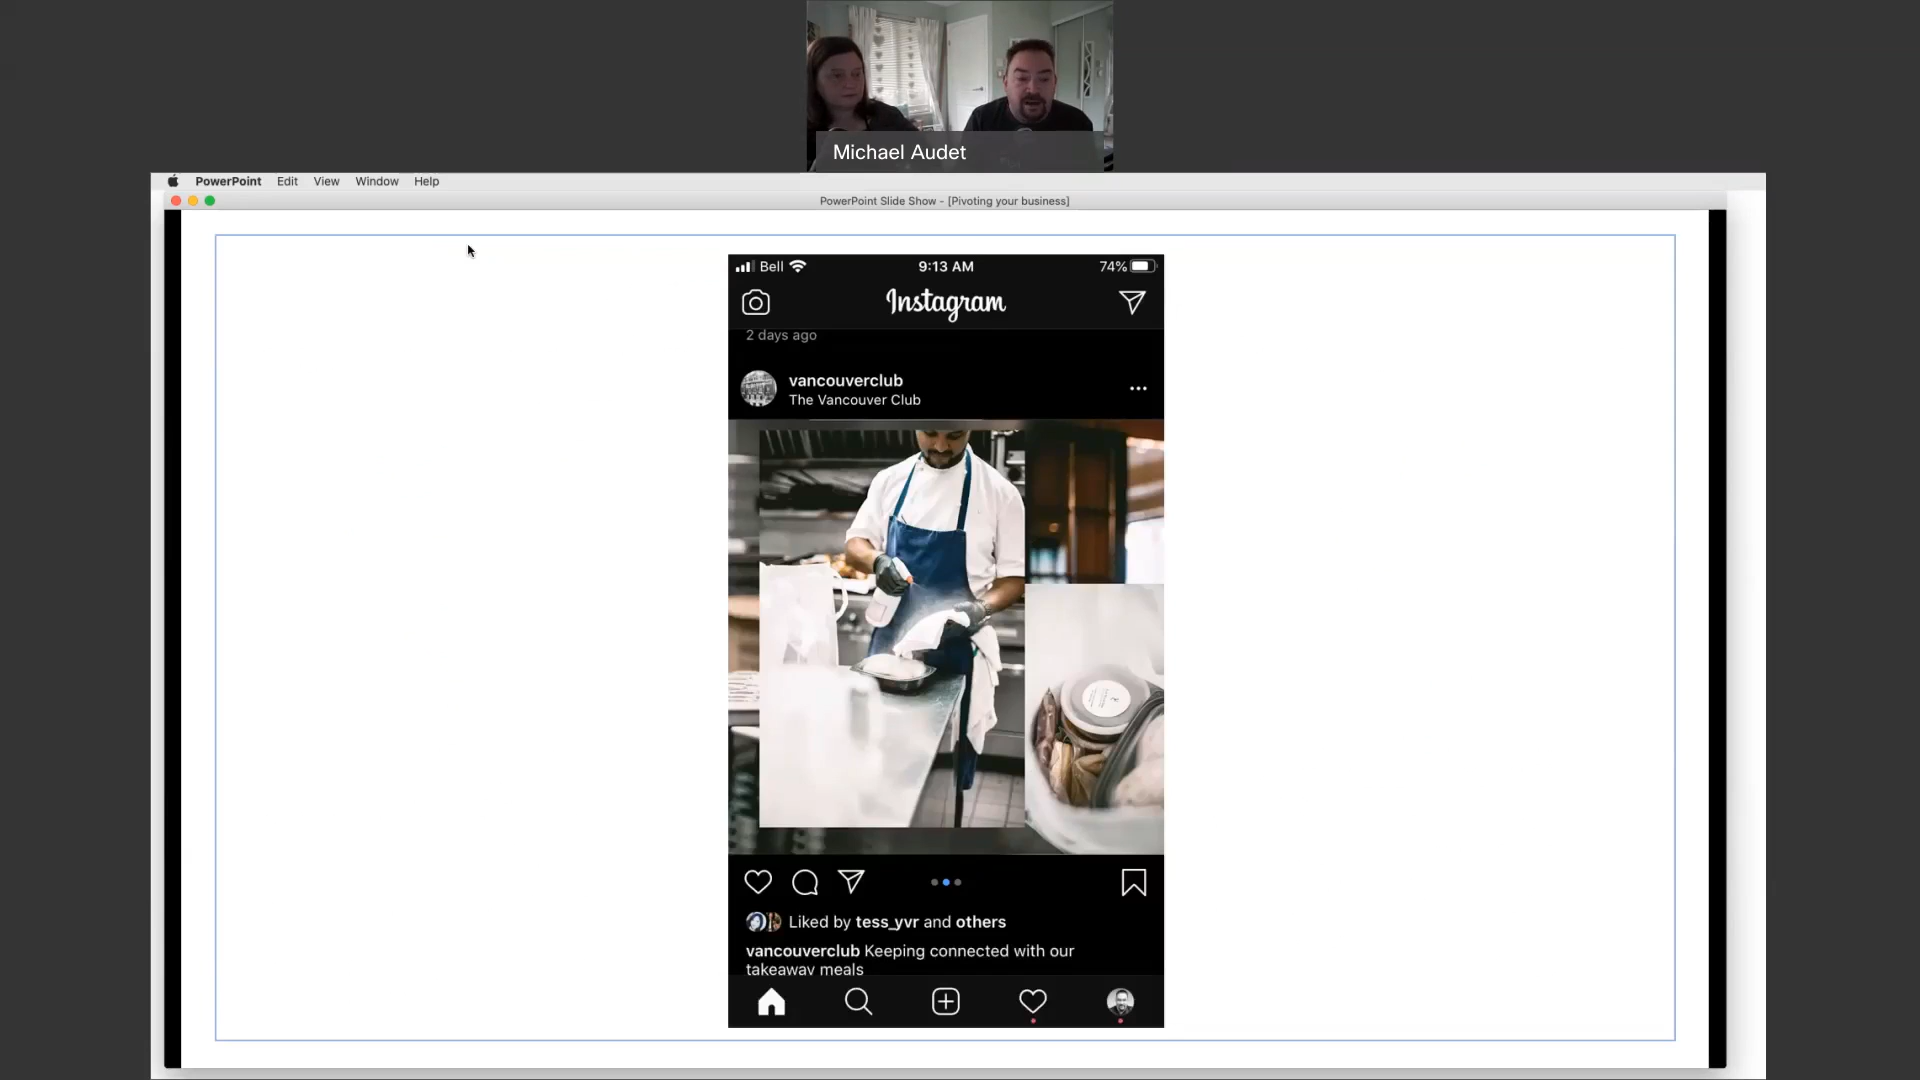 Michael Audet
PowerPoint Edit View Window Help
PowerPoint Slide Show - [Pivoting your business]
Bell 9:13 AM 74%
Instagram
2 days ago
vancouverclub
The Vancouver Club
Liked by tess_yvr and others
vancouverclub Keeping connected with our
takeaway meals